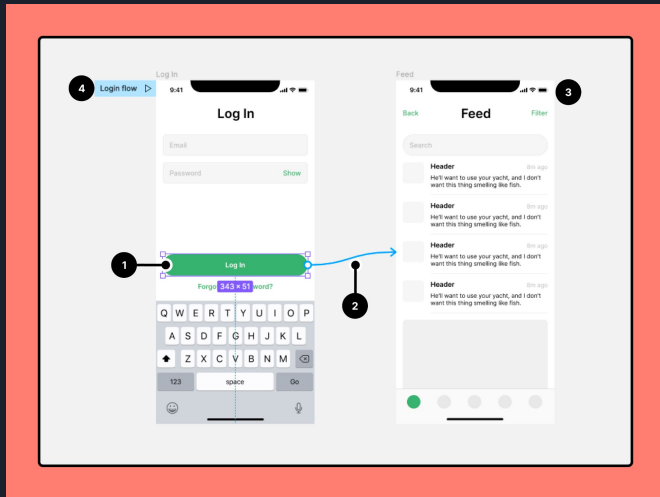 Log In
Feed
4
Login flow
9:41
Log In
Email
Password
Show
1
Log In
Forgo
343 × 51
word?
Q W E R T Y U I O P
A S D F G H J K L
Z X C V B N M
123
space
Go
2
9:41
3
Back
Feed
Filter
Search
Header
8m ago
He'll want to use your yacht, and I don't
want this thing smelling like fish.
Header
8m ago
He'll want to use your yacht, and I don't
want this thing smelling like fish.
Header
8m ago
He'll want to use your yacht, and I don't
want this thing smelling like fish.
Header
8m ago
He'll want to use your yacht, and I don't
want this thing smelling like fish.